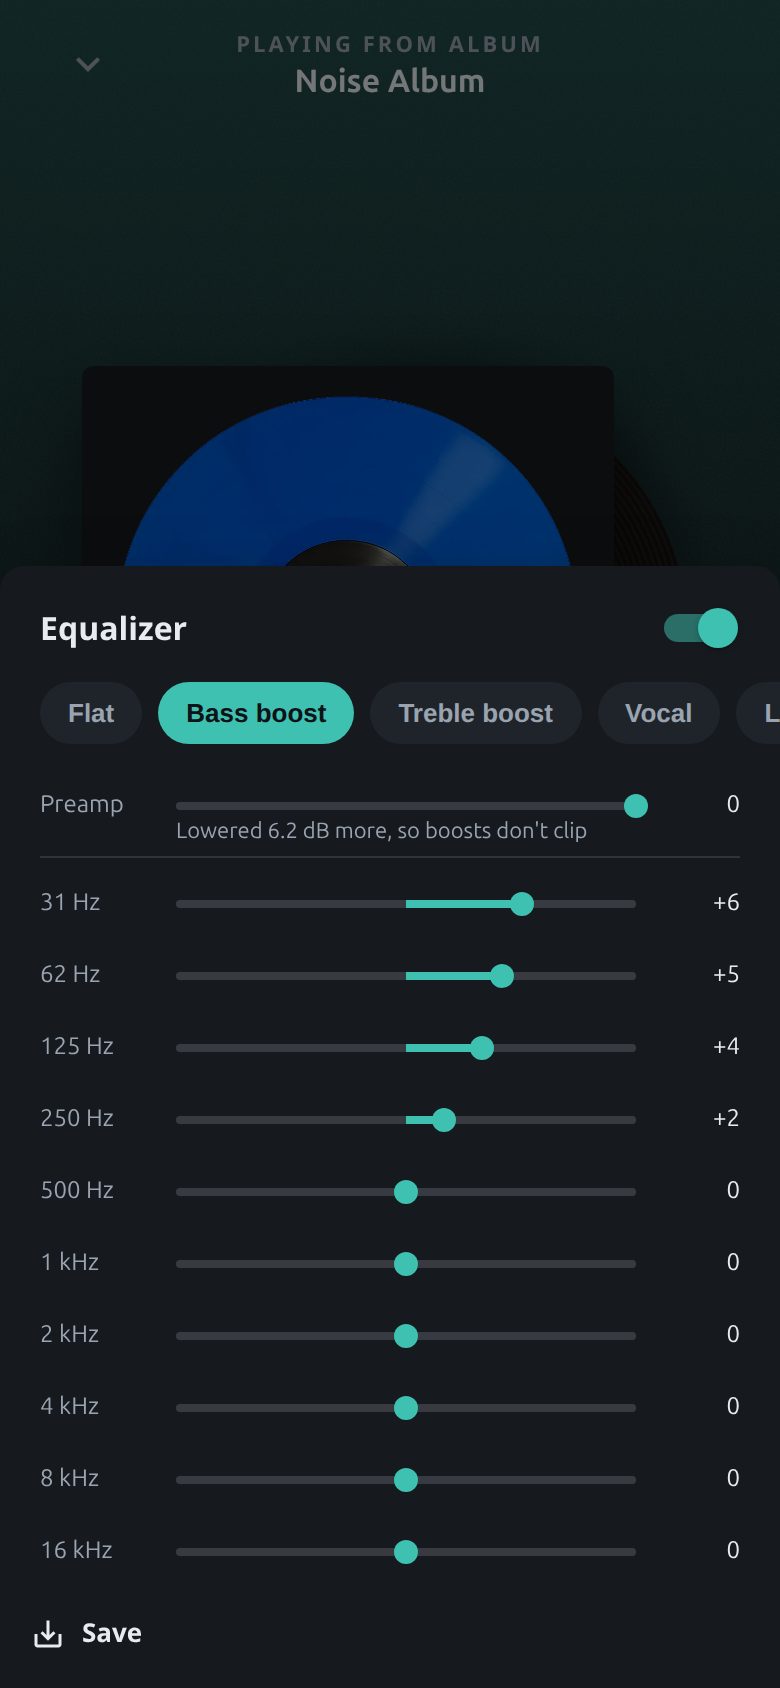 PLAYING FROM ALBUM
Noise Album
Equalizer
Flat Bass boost Treble boost Vocal L
Preamp 0
Lowered 6.2 dB more, so boosts don't clip
31 Hz +6
62 Hz +5
125 Hz +4
250 Hz +2
500 Hz 0
1 kHz 0
2 kHz 0
4 kHz 0
8 kHz 0
16 kHz 0
Save